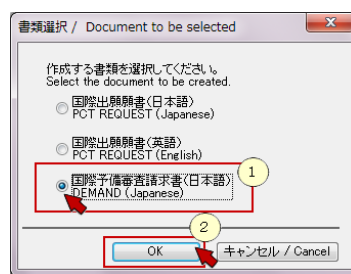 書類選択 / Document to be selected
作成する書類を選択してください。
Select the document to be created.
国際出願願書(日本語)
PCT REQUEST (Japanese)
国際出願願書(英語)
PCT REQUEST (English)
国際予備審査請求書(日本語)
DEMAND (Japanese)
1
2
OK
キャンセル / Cancel